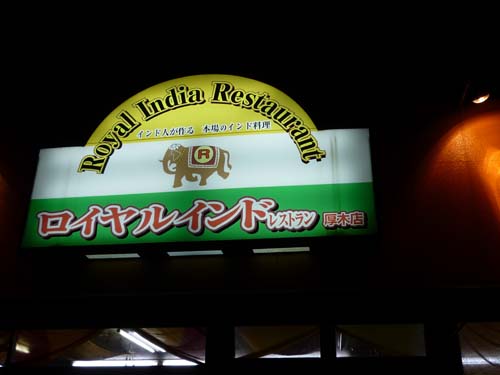 Royal India Restaurant
インド人が作る 本場のインド料理
R
ロイヤルインドレストラン 厚木店